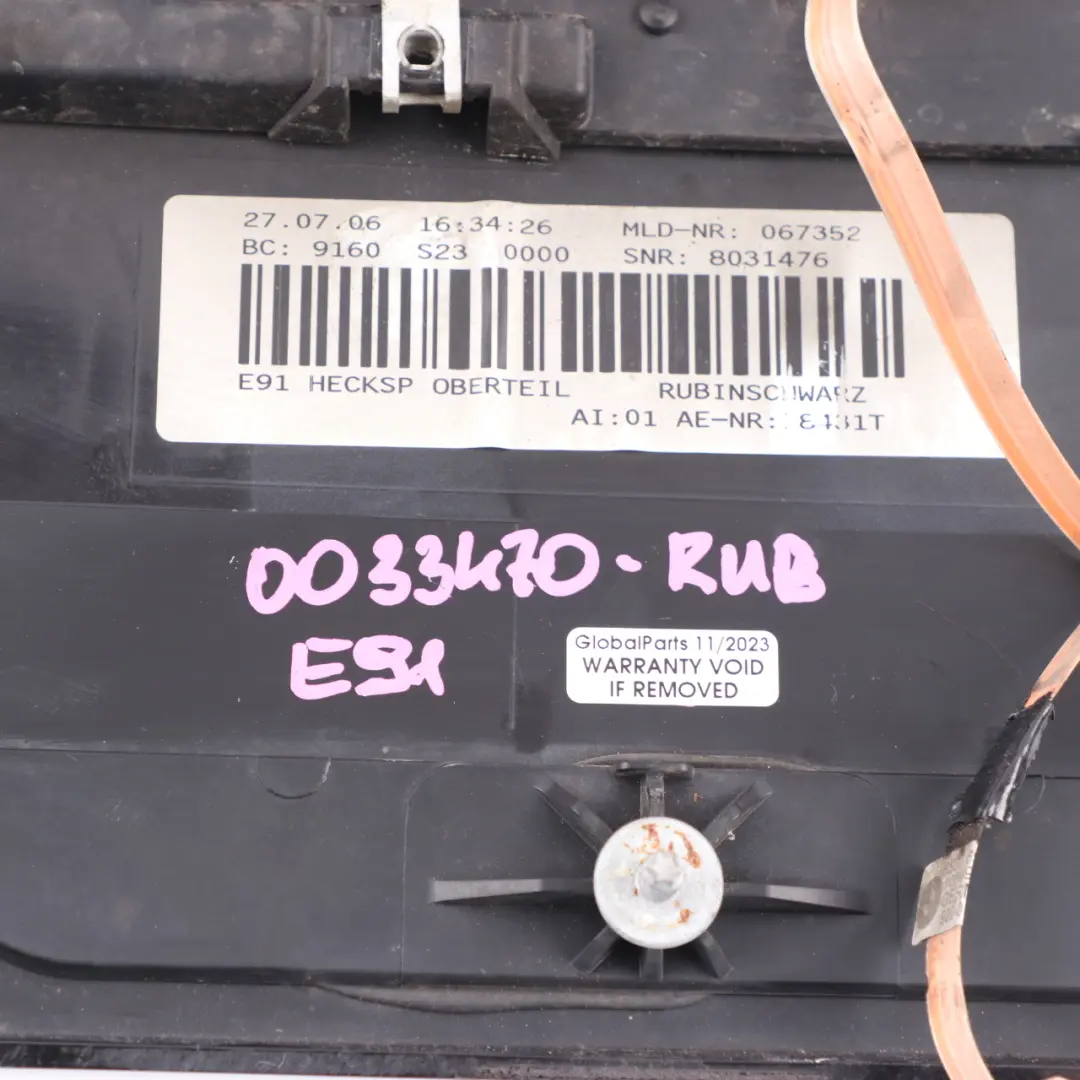 27.07.06 16:34:26 MLD-NR: 067352
BC: 9160 S23 0000 SNR: 8031476
E91 HECKSP OBERTEIL RUBINSCHWARZ
AI:01 AE-NR: 8431T
0033470-RUB
E91
GlobalParts 11/2023
WARRANTY VOID
IF REMOVED